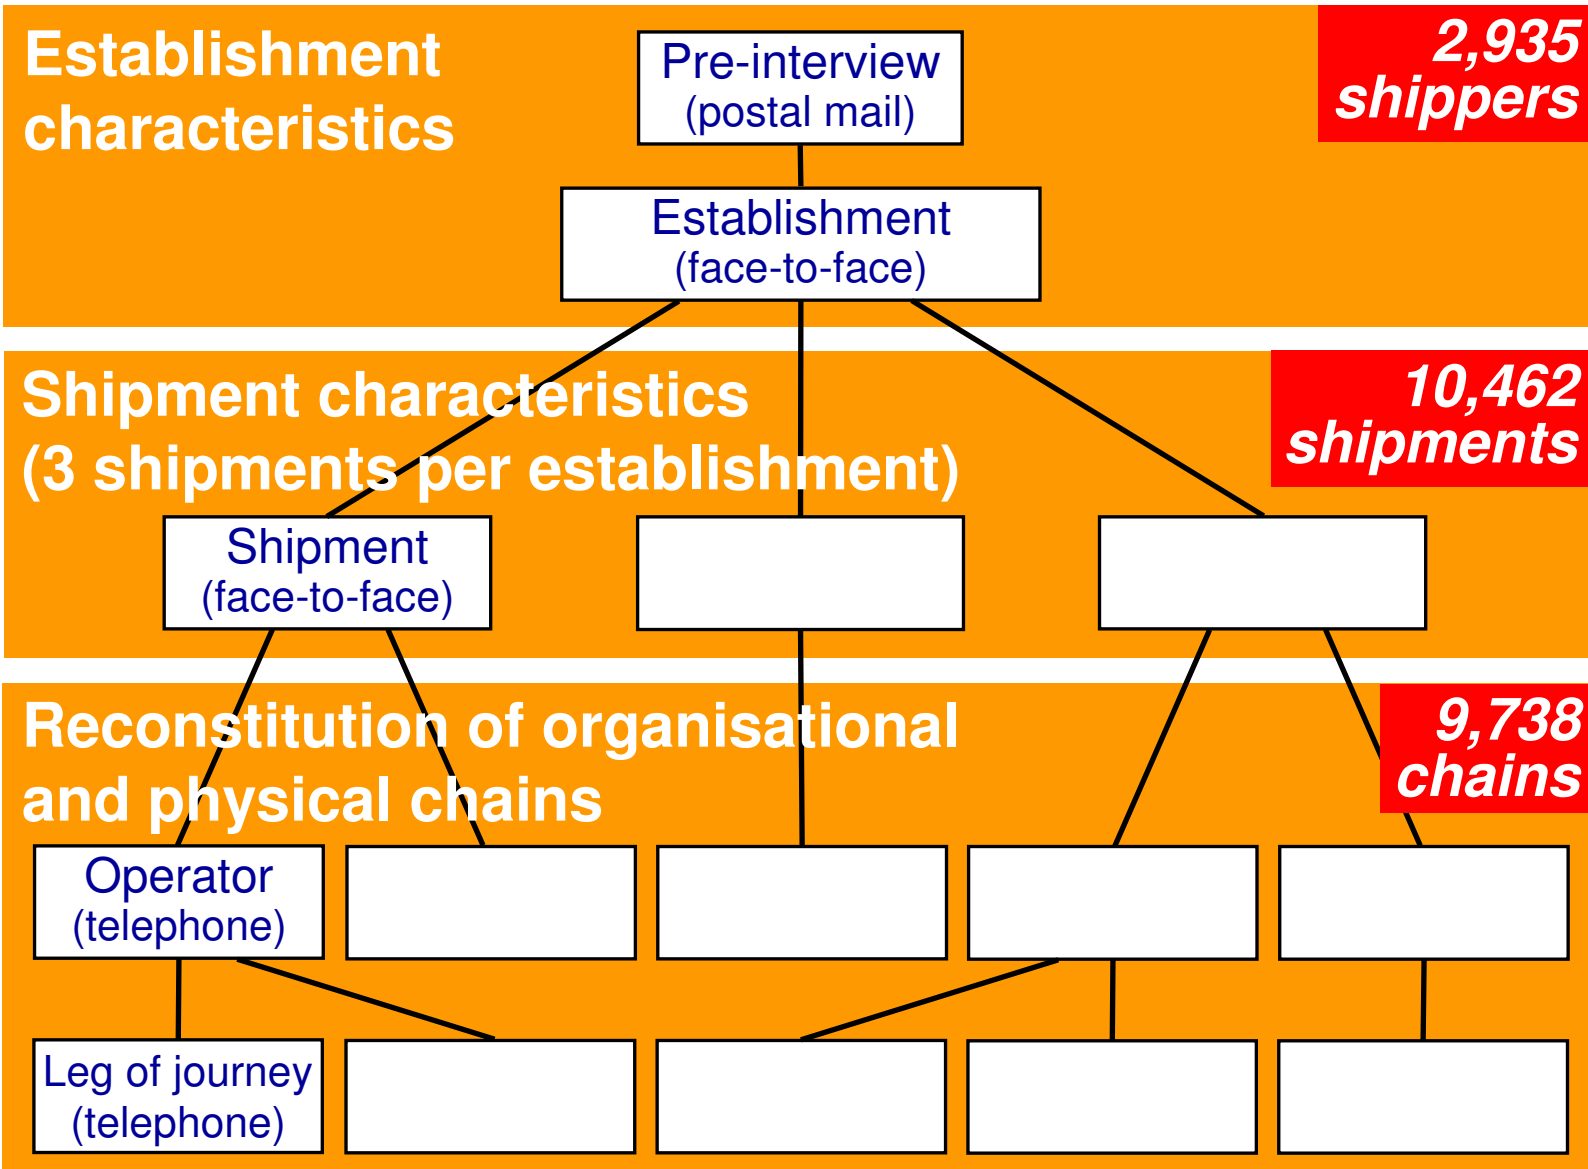 Establishment
characteristics
Pre-interview
(postal mail)
2,935
shippers
Establishment
(face-to-face)
Shipment characteristics
(3 shipments per establishment)
10,462
shipments
Shipment
(face-to-face)
Reconstitution of organisational
and physical chains
9,738
chains
Operator
(telephone)
Leg of journey
(telephone)